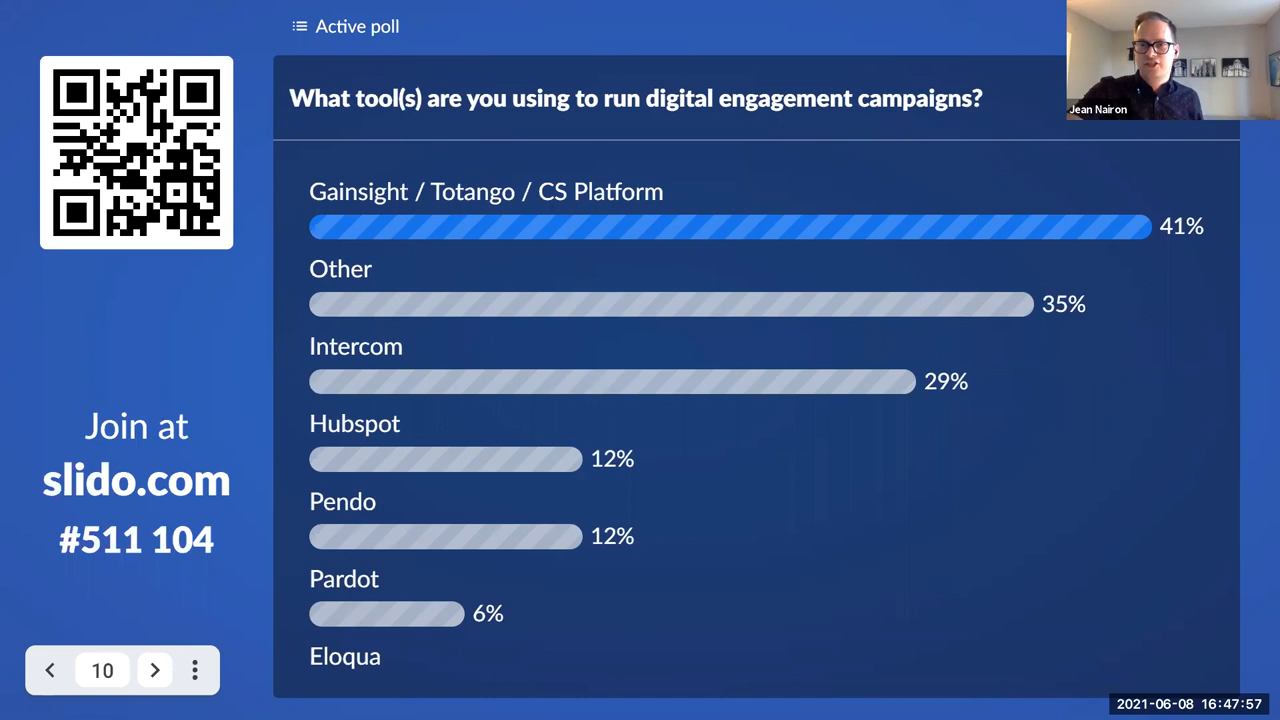 Active poll
What tool(s) are you using to run digital engagement campaigns?
Jean Nairon
Gainsight / Totango / CS Platform
41%
Other
35%
Intercom
29%
Hubspot
12%
Pendo
12%
Pardot
6%
Eloqua
Join at
slido.com
#511 104
10
2021-06-08 16:47:57